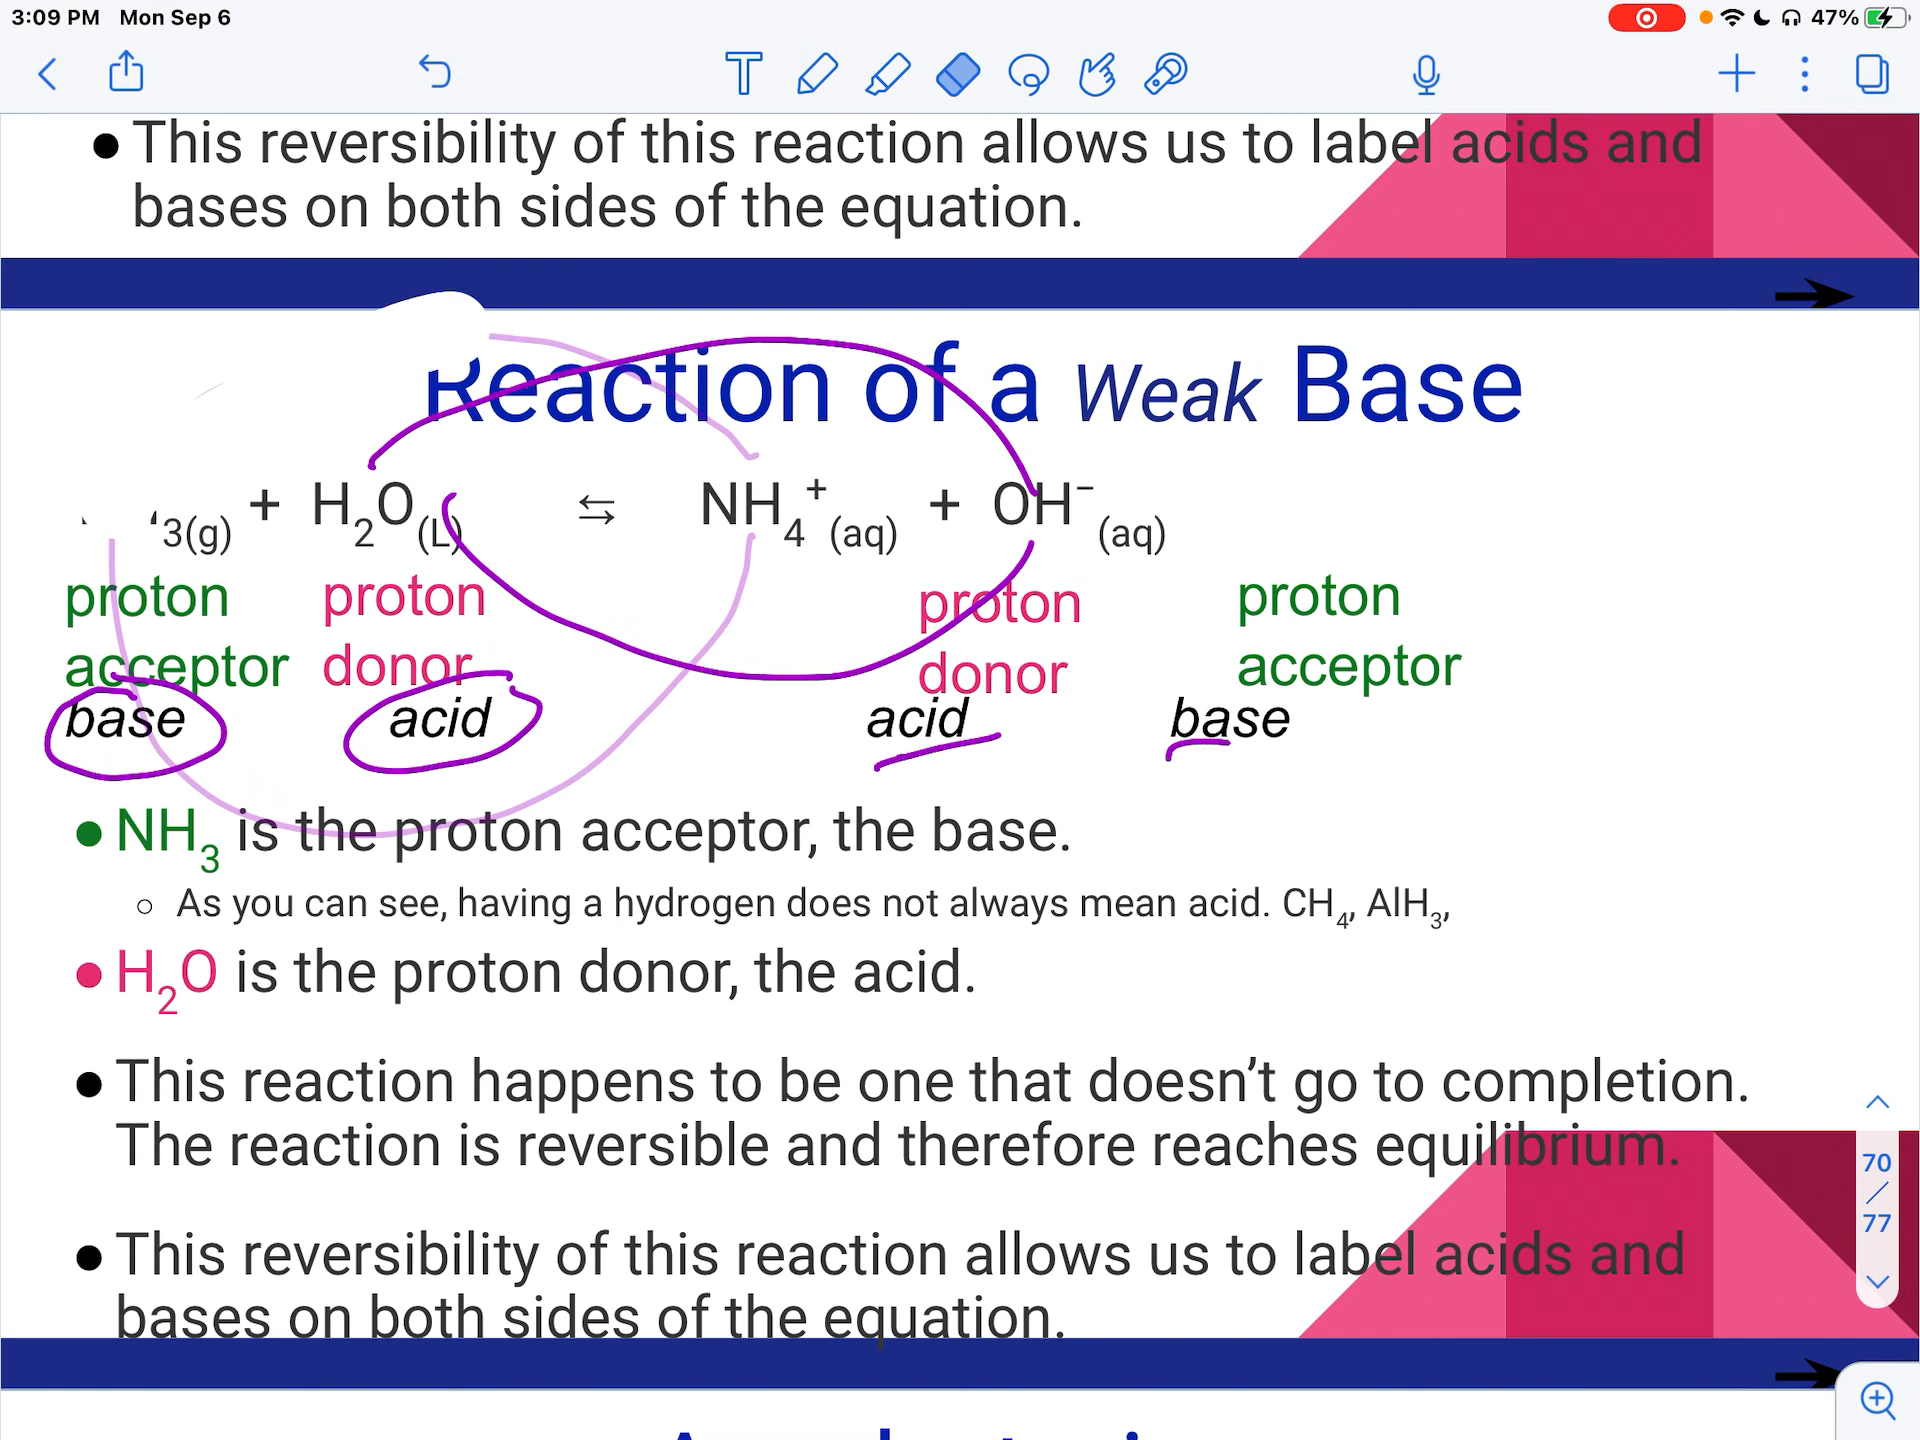 3:09 PM Mon Sep 6
47%
● This reversibility of this reaction allows us to label acids and
bases on both sides of the equation.
Reaction of a Weak Base
3(g) + H2O(L) ⇆ NH4+ (aq) + OH− (aq)
proton proton proton proton
acceptor donor donor acceptor
base acid acid base
● NH3 is the proton acceptor, the base.
○ As you can see, having a hydrogen does not always mean acid. CH4, AlH3,
● H2O is the proton donor, the acid.
● This reaction happens to be one that doesn’t go to completion.
The reaction is reversible and therefore reaches equilibrium.
70
/
77
● This reversibility of this reaction allows us to label acids and
bases on both sides of the equation.